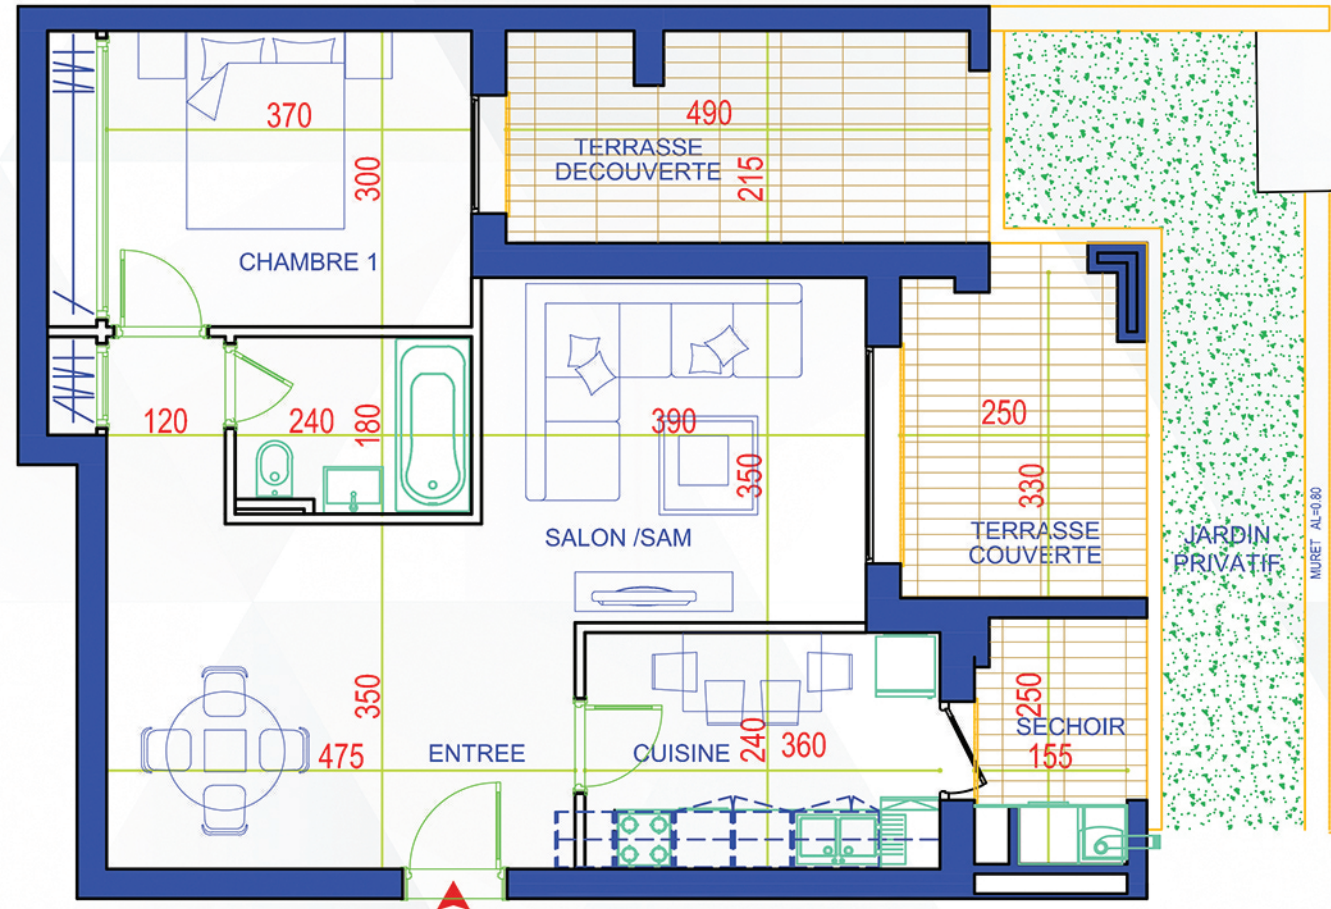 370
300
CHAMBRE 1
490
TERRASSE
DECOUVERTE
215
120
240
180
390
350
SALON /SAM
250
330
TERRASSE
COUVERTE
JARDIN
PRIVATIF
MURET AL=0.80
350
475
ENTREE
CUISINE
240
360
250
SECHOIR
155